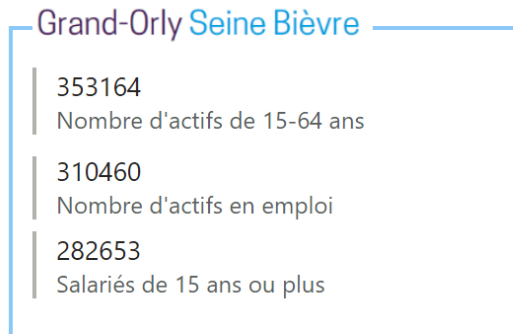 Grand-Orly Seine Bièvre
353164
Nombre d'actifs de 15-64 ans
310460
Nombre d'actifs en emploi
282653
Salariés de 15 ans ou plus